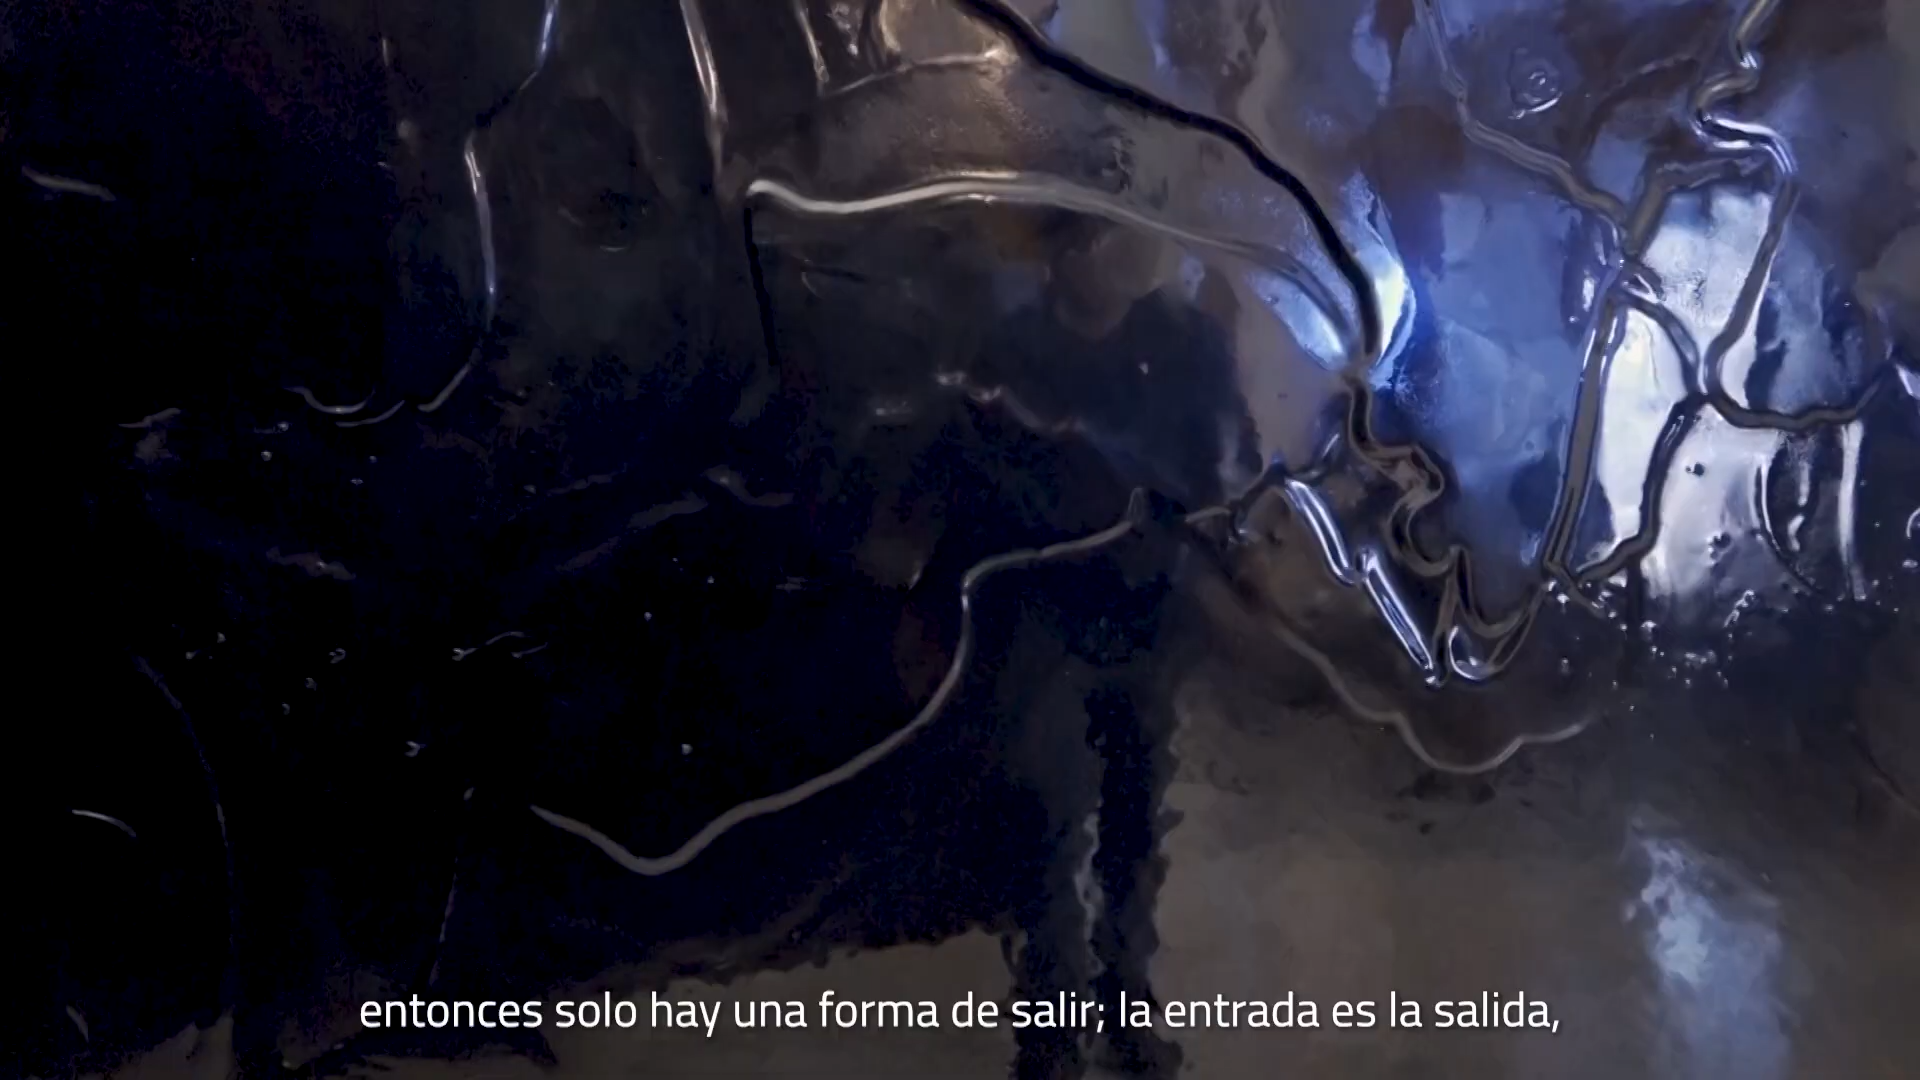 entonces solo hay una forma de salir; la entrada es la salida,